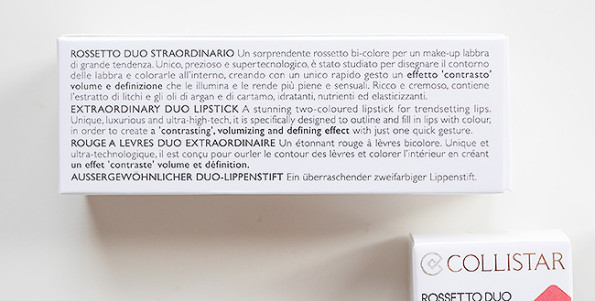 ROSSETTO DUO STRAORDINARIO Un sorprendente rossetto bi-colore per un make-up labbra
di grande tendenza. Unico, prezioso e supertecnologico, è stato studiato per disegnare il contorno
delle labbra e colorarle all'interno, creando con un unico rapido gesto un effetto 'contrasto'
volume e definizione che le illumina e le rende più piene e sensuali. Ricco e cremoso, contiene
l'estratto di litchi e gli oli di argan e di cartamo, idratanti, nutrienti ed elasticizzanti.
EXTRAORDINARY DUO LIPSTICK A stunning two-coloured lipstick for trendsetting lips.
Unique, luxurious and ultra-high-tech, it is specifically designed to outline and fill in lips with colour,
in order to create a 'contrasting', volumizing and defining effect with just one quick gesture.
ROUGE A LEVRES DUO EXTRAORDINAIRE Un étonnant rouge à lèvres bicolore. Unique et
ultra-technologique, il est conçu pour ourler le contour des lèvres et colorer l'intérieur en créant
un effet 'contraste' volume et définition.
AUSSERGEWÖHNLICHER DUO-LIPPENSTIFT Ein überraschender zweifarbiger Lippenstift.
COLLISTAR
ROSSETTO DUO